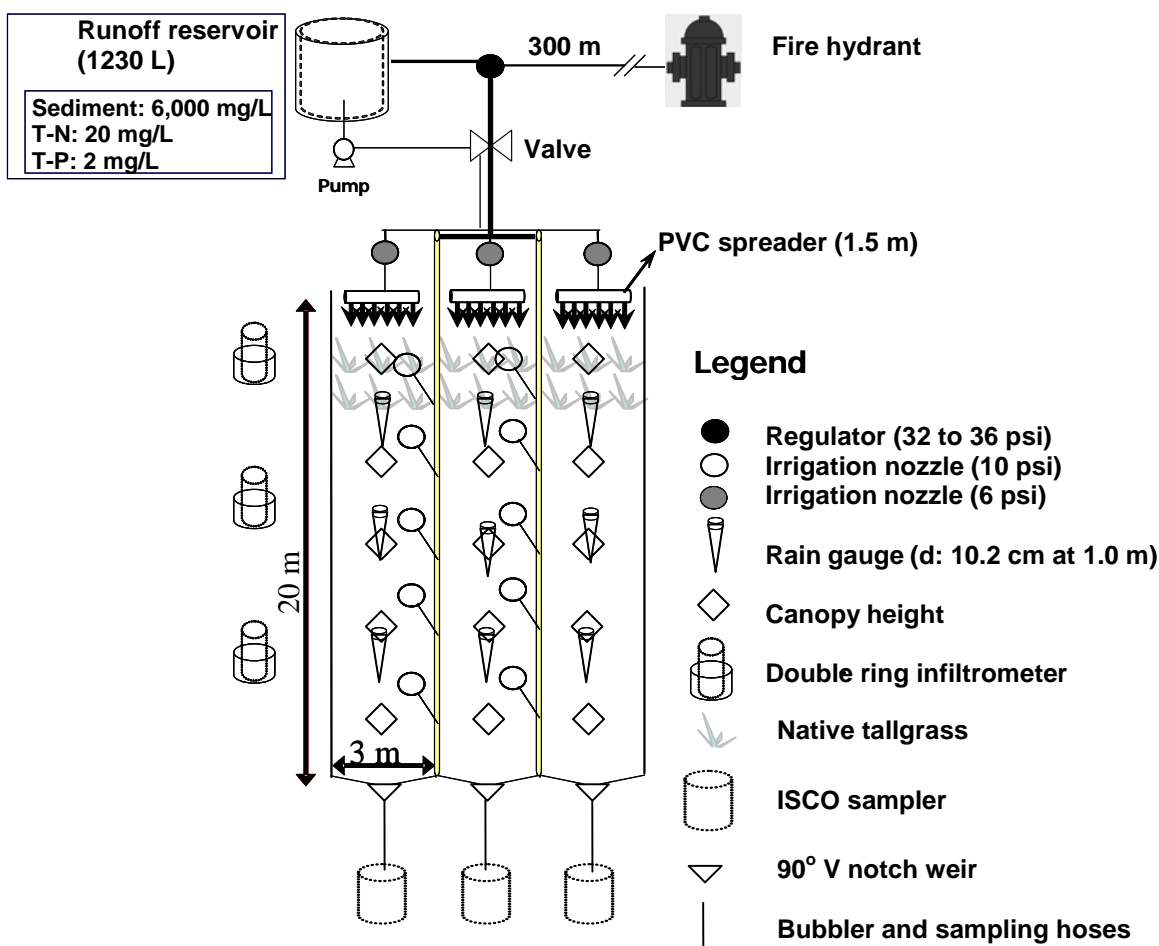 Runoff reservoir
(1230 L)
Sediment: 6,000 mg/L
T-N: 20 mg/L
T-P: 2 mg/L
300 m
Fire hydrant
Valve
Pump
PVC spreader (1.5 m)
20 m
3 m
Legend
Regulator (32 to 36 psi)
Irrigation nozzle (10 psi)
Irrigation nozzle (6 psi)
Rain gauge (d: 10.2 cm at 1.0 m)
Canopy height
Double ring infiltrometer
Native tallgrass
ISCO sampler
90° V notch weir
Bubbler and sampling hoses